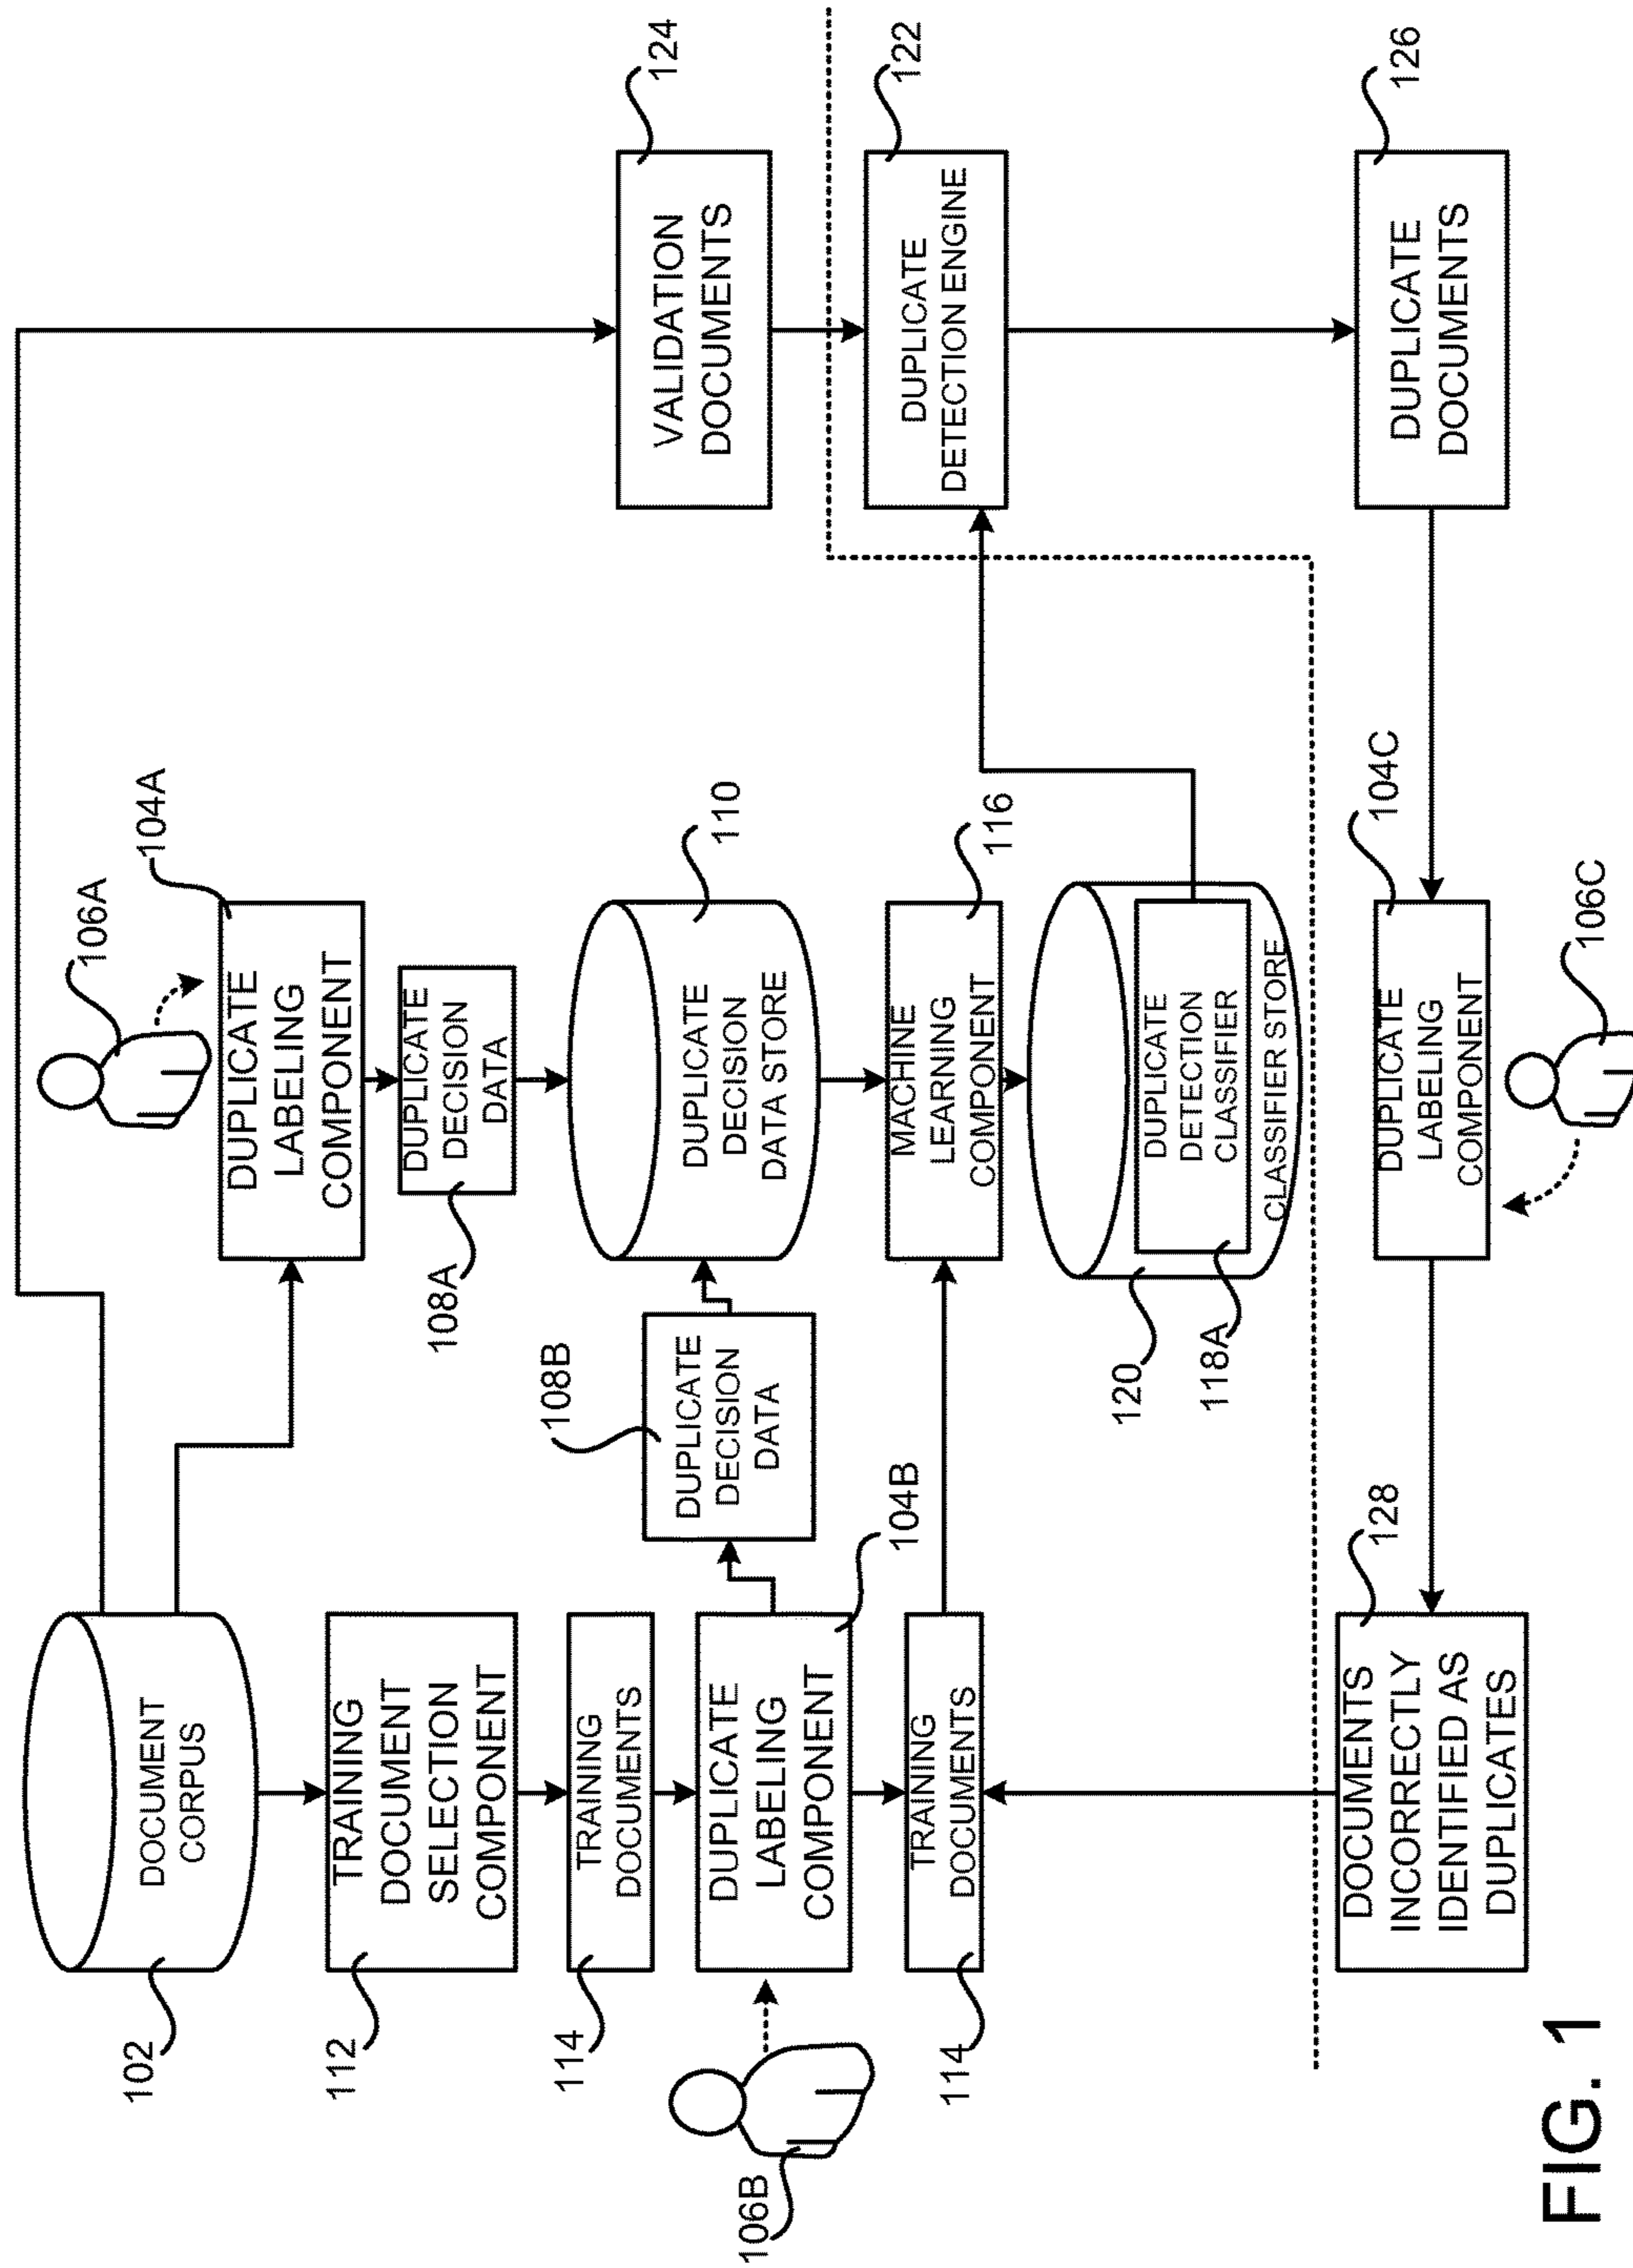 DOCUMENT
CORPUS
102
TRAINING
DOCUMENT
SELECTION
COMPONENT
112
TRAINING
DOCUMENTS
114
DUPLICATE
LABELING
COMPONENT
104B
106B
TRAINING
DOCUMENTS
114
DOCUMENTS
INCORRECTLY
IDENTIFIED AS
DUPLICATES
128
106A
104A
DUPLICATE
LABELING
COMPONENT
DUPLICATE
DECISION
DATA
108A
108B
DUPLICATE
DECISION
DATA
DUPLICATE
DECISION
DATA STORE
110
MACHINE
LEARNING
COMPONENT
116
DUPLICATE
DETECTION
CLASSIFIER
CLASSIFIER STORE
120
118A
DUPLICATE
LABELING
COMPONENT
104C
106C
VALIDATION
DOCUMENTS
124
DUPLICATE
DETECTION ENGINE
122
DUPLICATE
DOCUMENTS
126
FIG. 1